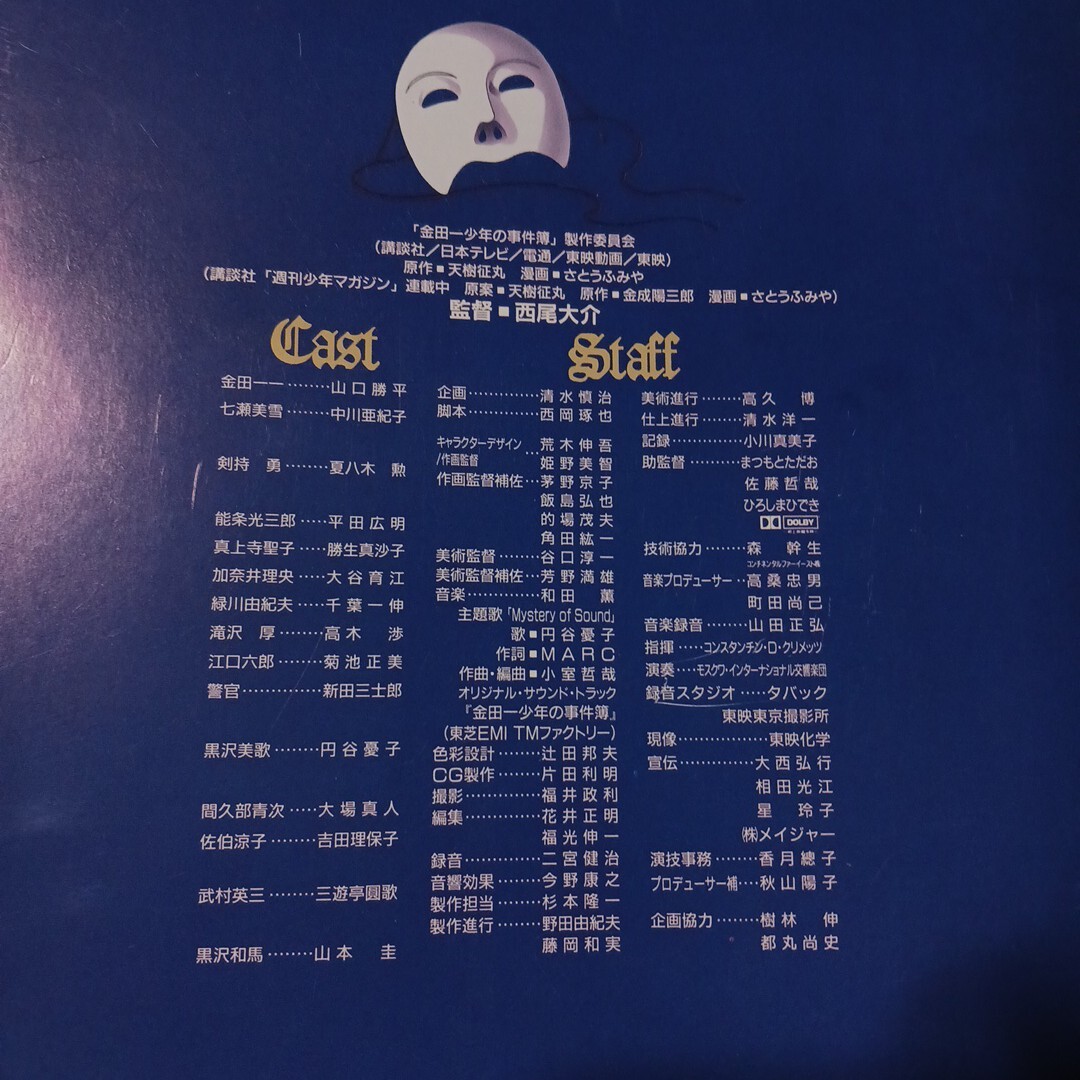 「金田一少年の事件簿」製作委員会
(講談社／日本テレビ／電通／東映動画／東映)
原作■天樹征丸　漫画■さとうふみや
(講談社「週刊少年マガジン」連載中　原案■天樹征丸　原作■金成陽三郎　漫画■さとうふみや)
監督■西尾大介
Cast
金田一一········山口勝平
七瀬美雪········中川亜紀子
剣持　勇········夏八木　勲
能条光三郎·····平田広明
真上寺聖子·····勝生真沙子
加奈井理央·····大谷育江
緑川由紀夫·····千葉一伸
滝沢　厚········高木　渉
江口六郎········菊池正美
警官··············新田三士郎
黒沢美歌········円谷憂子
間久部青次·····大場真人
佐伯涼子········吉田理保子
武村英三········三遊亭圓歌
黒沢和馬········山本　圭
Staff
企画··············清水慎治
脚本··············西岡琢也
キャラクターデザイン
/作画監督 ···荒木伸吾
姫野美智
作画監督補佐···茅野京子
飯島弘也
的場茂夫
角田紘一
美術監督········谷口淳一
美術監督補佐···芳野満雄
音楽··············和田　薫
主題歌「Mystery of Sound」
歌■円谷憂子
作詞■ＭＡＲＣ
作曲・編曲■小室哲哉
オリジナル・サウンド・トラック
『金田一少年の事件簿』
(東芝EMI TMファクトリー)
色彩設計········辻田邦夫
CG製作········片田利明
撮影··············福井政利
編集··············花井正明
福光伸一
録音··············二宮健治
音響効果········今野康之
製作担当········杉本隆一
製作進行········野田由紀夫
藤岡和実
美術進行········高久　博
仕上進行········清水洋一
記録··············小川真美子
助監督···········まつもとただお
佐藤哲哉
ひろしまひでき
DOLBY
技術協力········森　幹生
コンチネンタルファーイースト㈱
音楽プロデューサー··高桑忠男
町田尚己
音楽録音········山田正弘
指揮·····コンスタンチン・D・クリメッツ
演奏····モスクワ・インターナショナル交響楽団
録音スタジオ·····タバック
東映東京撮影所
現像··············東映化学
宣伝··············大西弘行
相田光江
星　玲子
㈱メイジャー
演技事務········香月總子
プロデューサー補····秋山陽子
企画協力········樹林　伸
都丸尚史